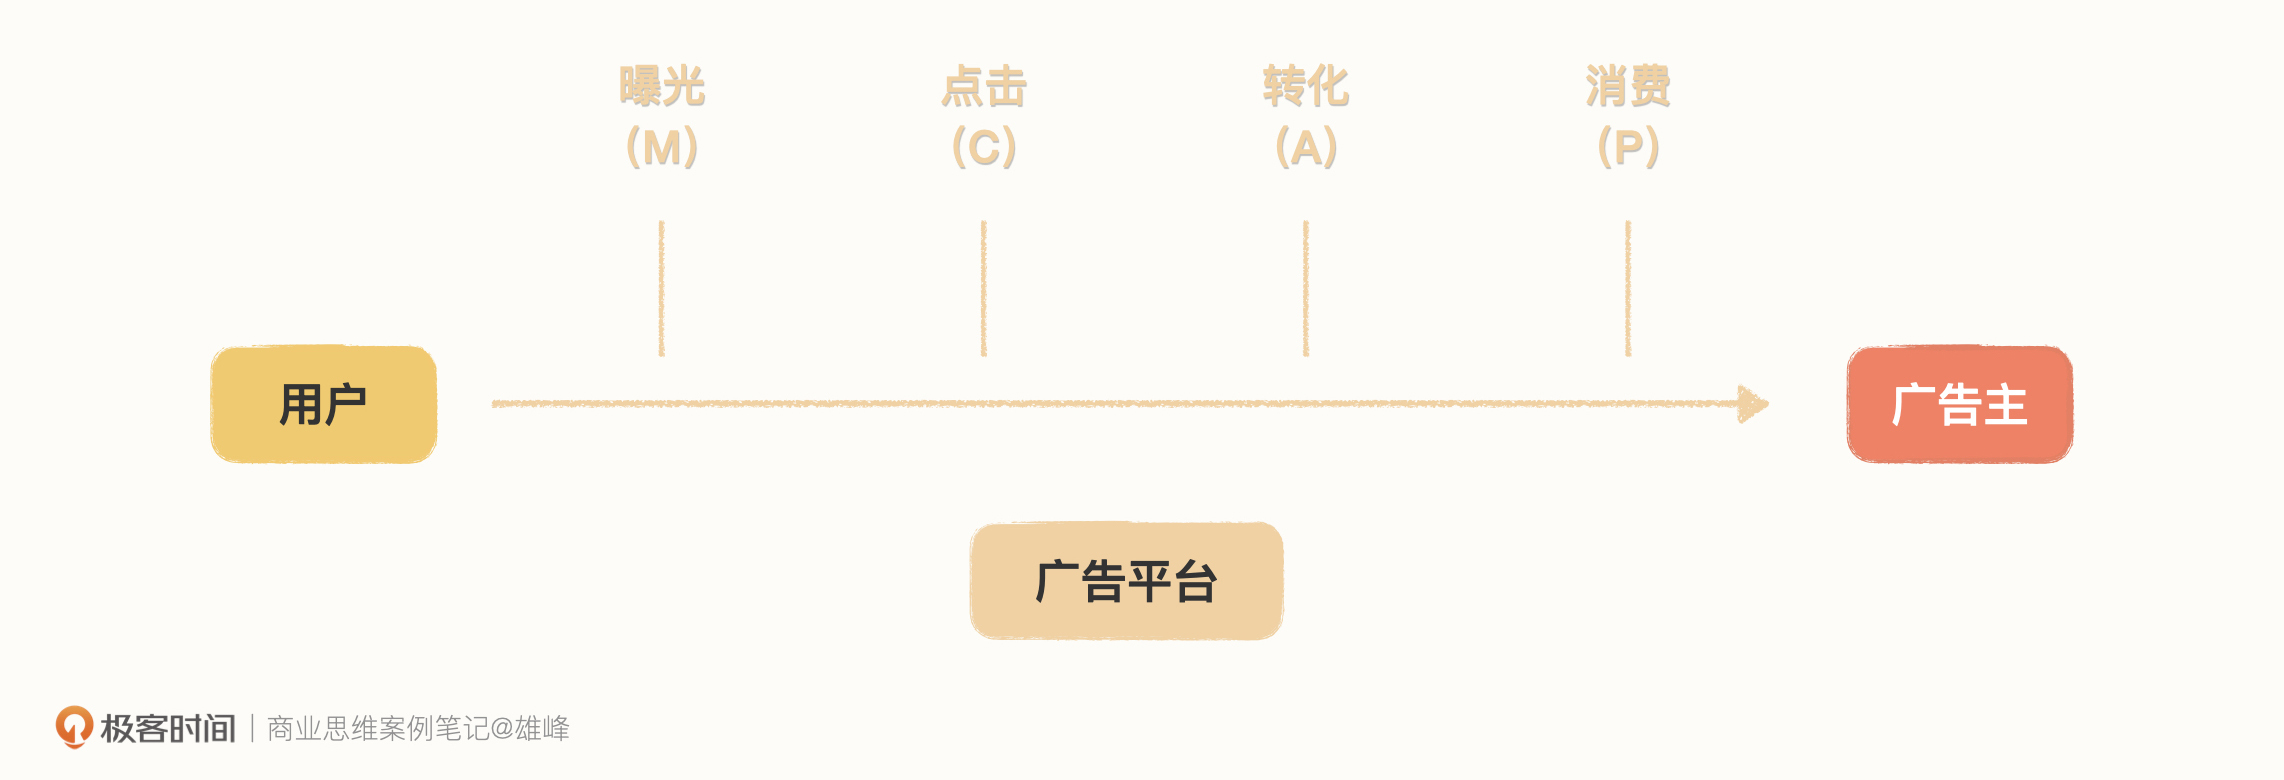 曝光
(M)
点击
(C)
转化
(A)
消费
(P)
用户
广告主
广告平台
极客时间 | 商业思维案例笔记@雄峰